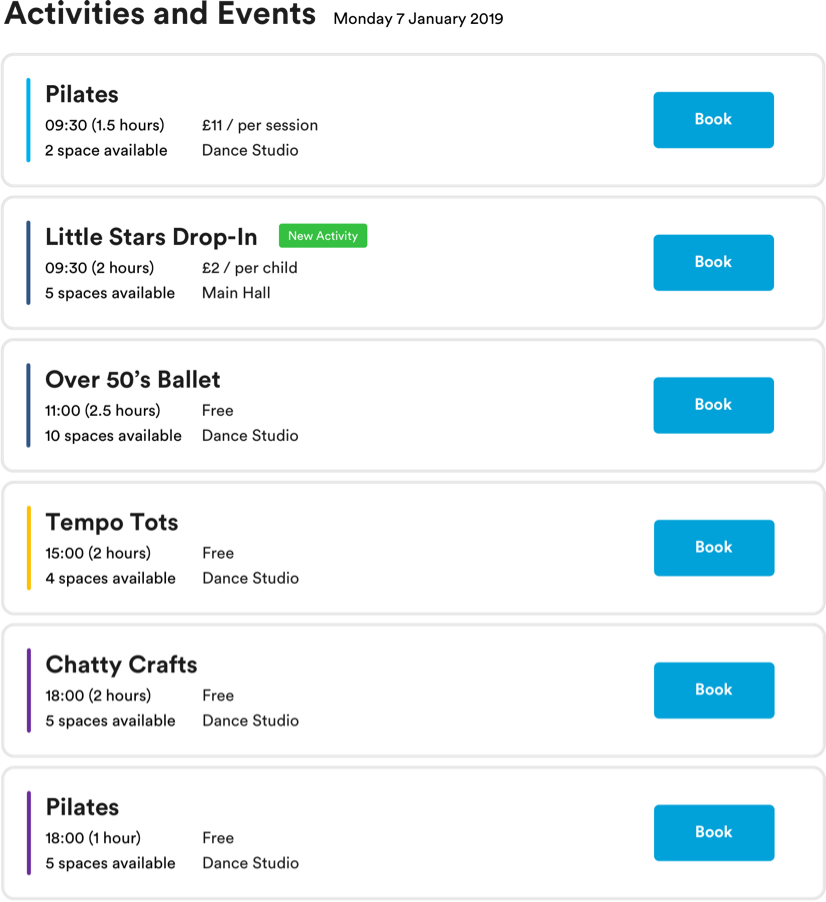 Activities and Events Monday 7 January 2019
Pilates
09:30 (1.5 hours) £11 / per session
2 space available Dance Studio
Book
Little Stars Drop-In New Activity
09:30 (2 hours) £2 / per child
5 spaces available Main Hall
Book
Over 50’s Ballet
11:00 (2.5 hours) Free
10 spaces available Dance Studio
Book
Tempo Tots
15:00 (2 hours) Free
4 spaces available Dance Studio
Book
Chatty Crafts
18:00 (2 hours) Free
5 spaces available Dance Studio
Book
Pilates
18:00 (1 hour) Free
5 spaces available Dance Studio
Book